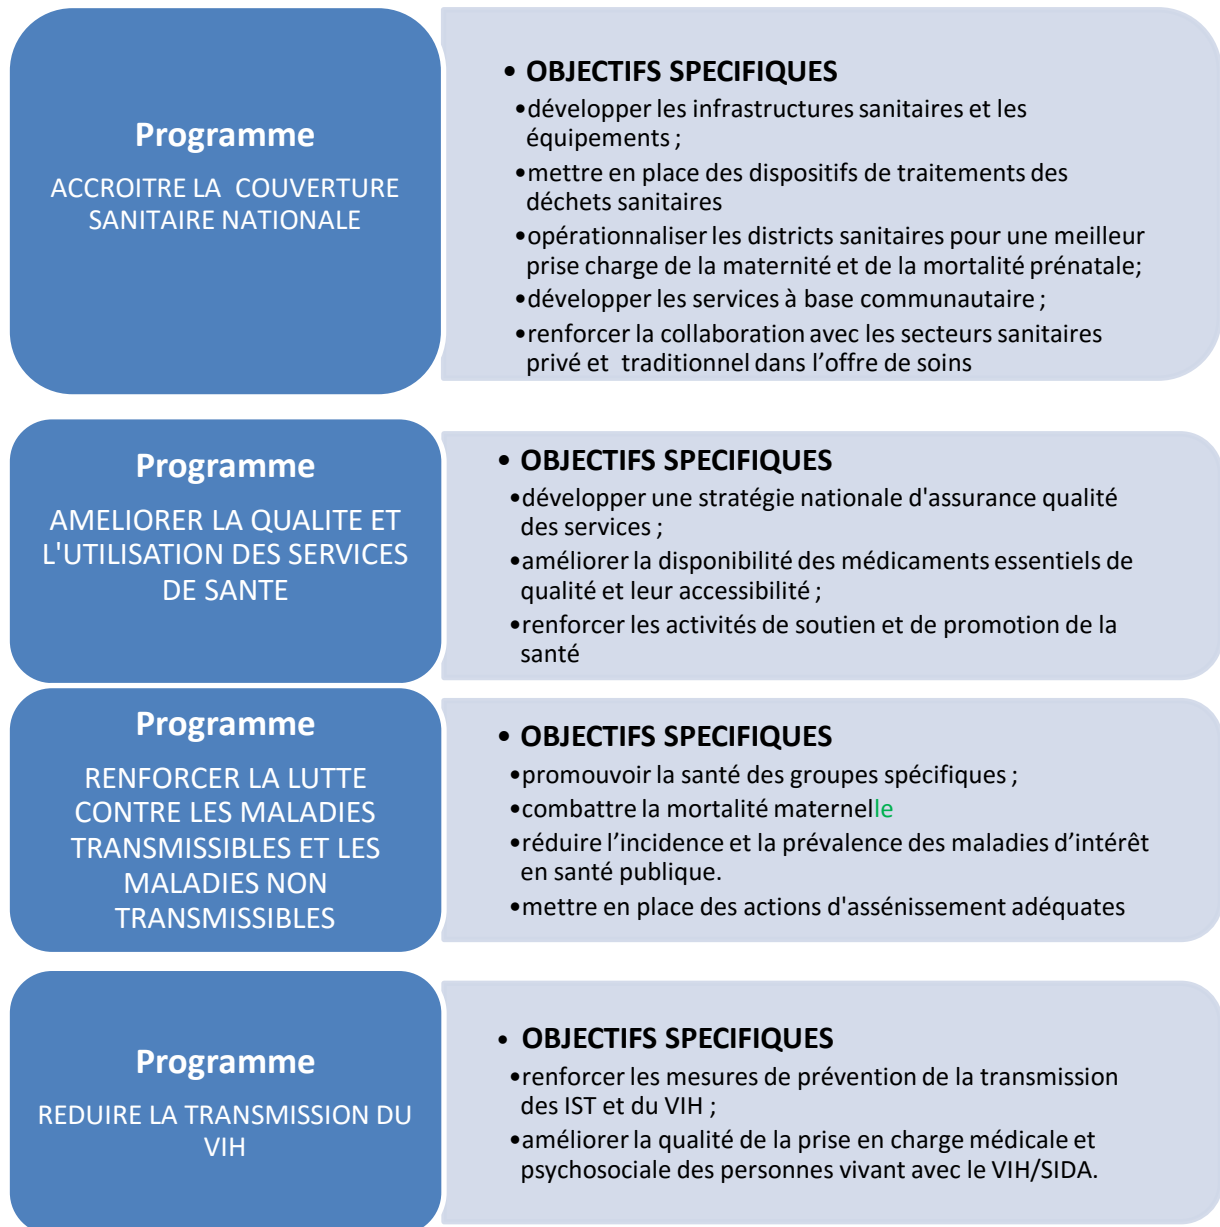 Programme
ACCROITRE LA COUVERTURE
SANITAIRE NATIONALE
• OBJECTIFS SPECIFIQUES
•développer les infrastructures sanitaires et les
équipements ;
•mettre en place des dispositifs de traitements des
déchets sanitaires
•opérationnaliser les districts sanitaires pour une meilleur
prise charge de la maternité et de la mortalité prénatale;
•développer les services à base communautaire ;
•renforcer la collaboration avec les secteurs sanitaires
privé et traditionnel dans l’offre de soins
Programme
AMELIORER LA QUALITE ET
L'UTILISATION DES SERVICES
DE SANTE
• OBJECTIFS SPECIFIQUES
•développer une stratégie nationale d'assurance qualité
des services ;
•améliorer la disponibilité des médicaments essentiels de
qualité et leur accessibilité ;
•renforcer les activités de soutien et de promotion de la
santé
Programme
RENFORCER LA LUTTE
CONTRE LES MALADIES
TRANSMISSIBLES ET LES
MALADIES NON
TRANSMISSIBLES
• OBJECTIFS SPECIFIQUES
•promouvoir la santé des groupes spécifiques ;
•combattre la mortalité maternelle
•réduire l’incidence et la prévalence des maladies d’intérêt
en santé publique.
•mettre en place des actions d'assénissement adéquates
Programme
REDUIRE LA TRANSMISSION DU
VIH
• OBJECTIFS SPECIFIQUES
•renforcer les mesures de prévention de la transmission
des IST et du VIH ;
•améliorer la qualité de la prise en charge médicale et
psychosociale des personnes vivant avec le VIH/SIDA.